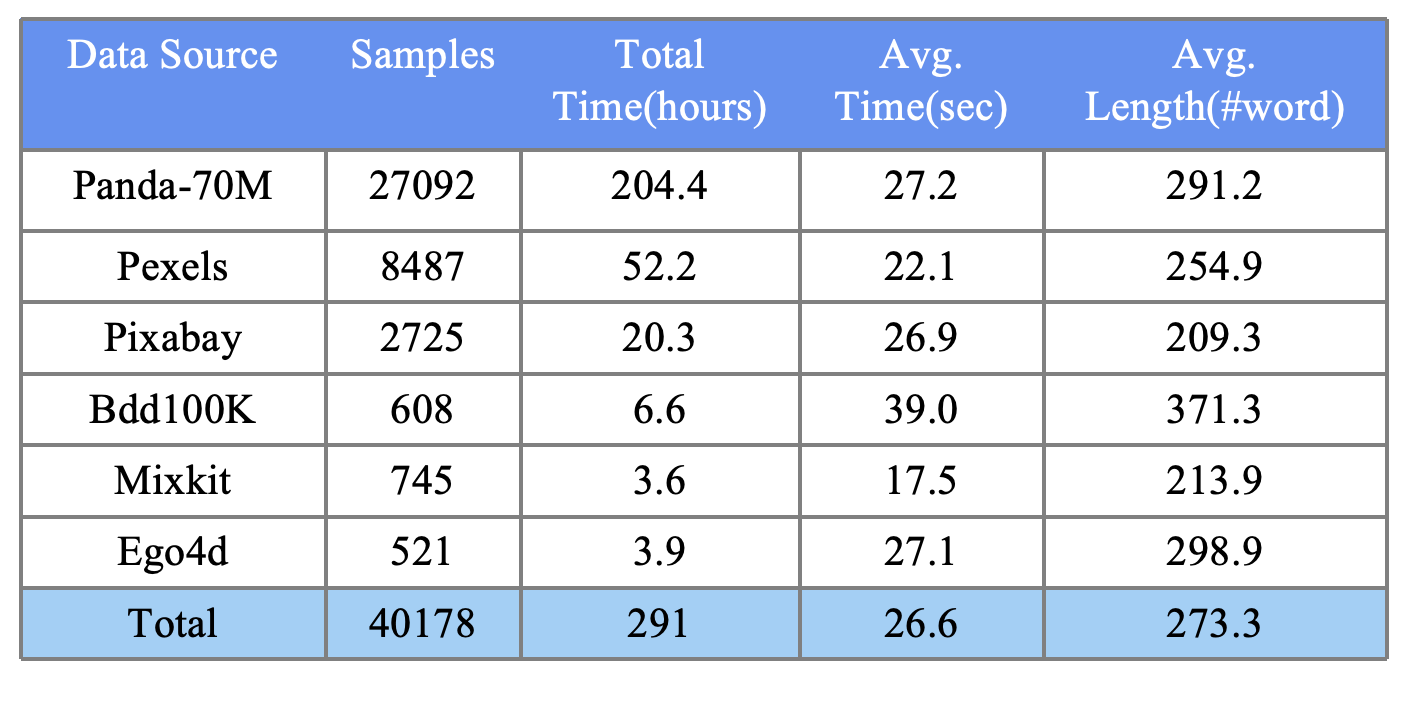 Data Source Samples Total Time(hours) Avg. Time(sec) Avg. Length(#word)
Panda-70M 27092 204.4 27.2 291.2
Pexels 8487 52.2 22.1 254.9
Pixabay 2725 20.3 26.9 209.3
Bdd100K 608 6.6 39.0 371.3
Mixkit 745 3.6 17.5 213.9
Ego4d 521 3.9 27.1 298.9
Total 40178 291 26.6 273.3